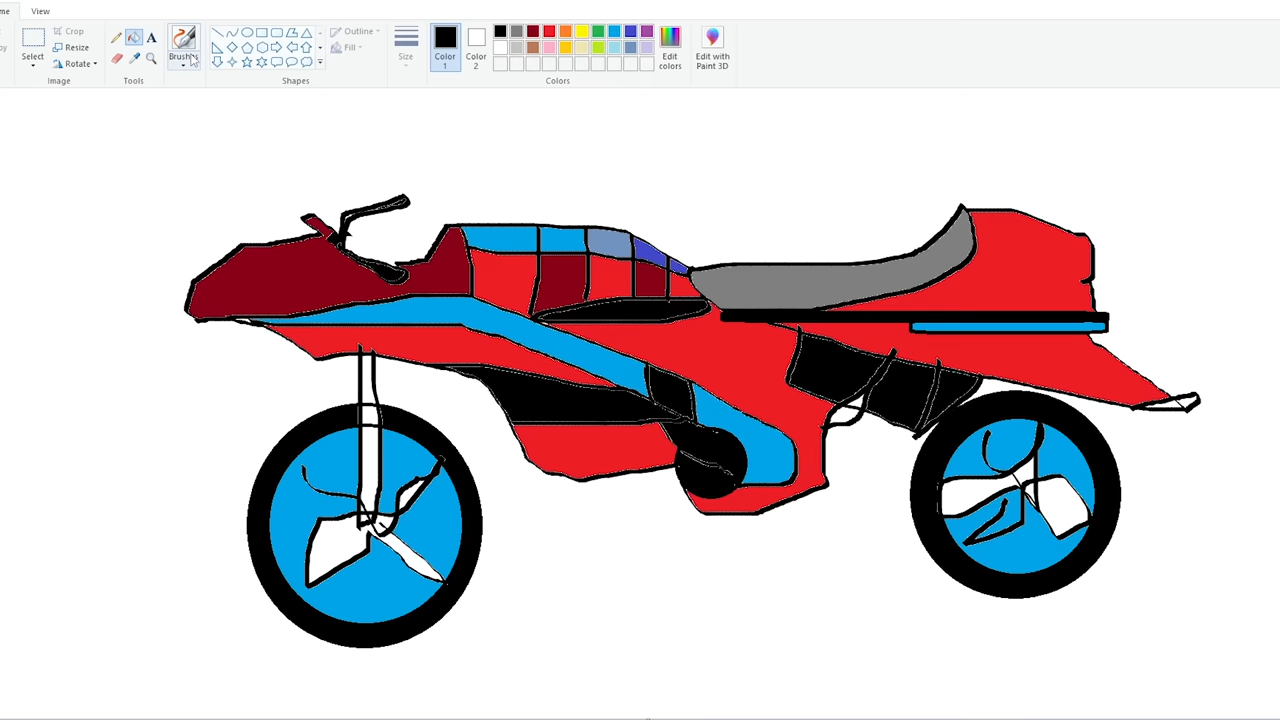 me View
Select
Crop
Resize
Rotate
Image
A
Tools
Brushes
Outline
Fill
Shapes
Size
Color 1
Color 2
Edit colors
Colors
Edit with Paint 3D